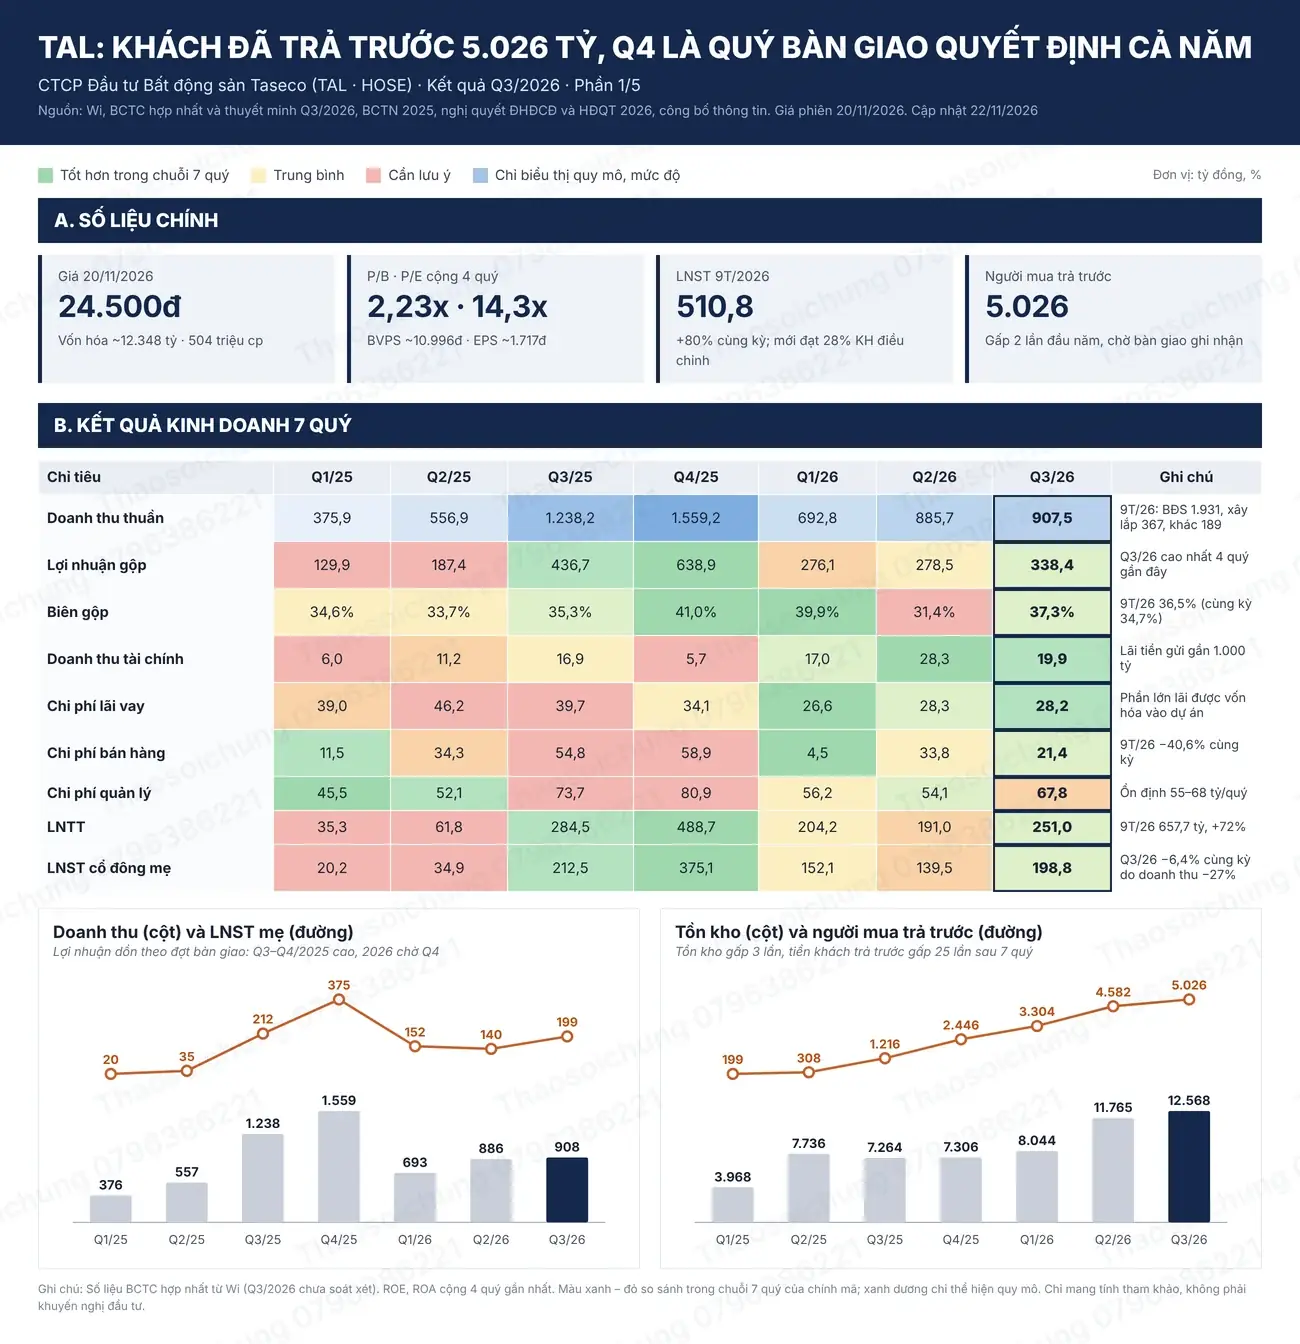 TAL: KHÁCH ĐÃ TRẢ TRƯỚC 5.026 TỶ, Q4 LÀ QUÝ BÀN GIAO QUYẾT ĐỊNH CẢ NĂM
CTCP Đầu tư Bất động sản Taseco (TAL · HOSE) · Kết quả Q3/2026 · Phần 1/5
Nguồn: Wi, BCTC hợp nhất và thuyết minh Q3/2026, BCTN 2025, nghị quyết ĐHĐCĐ và HĐQT 2026, công bố thông tin. Giá phiên 20/11/2026. Cập nhật 22/11/2026
Tốt hơn trong chuỗi 7 quý
Trung bình
Cần lưu ý
Chỉ biểu thị quy mô, mức độ
Đơn vị: tỷ đồng, %
A. SỐ LIỆU CHÍNH
Giá 20/11/2026
24.500đ
Vốn hóa ~12.348 tỷ · 504 triệu cp
P/B · P/E cộng 4 quý
2,23x · 14,3x
BVPS ~10.996đ · EPS ~1.717đ
LNST 9T/2026
510,8
+80% cùng kỳ; mới đạt 28% KH điều
chỉnh
Người mua trả trước
5.026
Gấp 2 lần đầu năm, chờ bàn giao ghi nhận
B. KẾT QUẢ KINH DOANH 7 QUÝ
Chỉ tiêu Q1/25 Q2/25 Q3/25 Q4/25 Q1/26 Q2/26 Q3/26 Ghi chú
Doanh thu thuần 375,9 556,9 1.238,2 1.559,2 692,8 885,7 907,5 9T/26: BĐS 1.931, xây
lắp 367, khác 189
Lợi nhuận gộp 129,9 187,4 436,7 638,9 276,1 278,5 338,4 Q3/26 cao nhất 4 quý
gần đây
Biên gộp 34,6% 33,7% 35,3% 41,0% 39,9% 31,4% 37,3% 9T/26 36,5% (cùng kỳ
34,7%)
Doanh thu tài chính 6,0 11,2 16,9 5,7 17,0 28,3 19,9 Lãi tiền gửi gần 1.000
tỷ
Chi phí lãi vay 39,0 46,2 39,7 34,1 26,6 28,3 28,2 Phần lớn lãi được vốn
hóa vào dự án
Chi phí bán hàng 11,5 34,3 54,8 58,9 4,5 33,8 21,4 9T/26 −40,6% cùng
kỳ
Chi phí quản lý 45,5 52,1 73,7 80,9 56,2 54,1 67,8 Ổn định 55–68 tỷ/quý
LNTT 35,3 61,8 284,5 488,7 204,2 191,0 251,0 9T/26 657,7 tỷ, +72%
LNST cổ đông mẹ 20,2 34,9 212,5 375,1 152,1 139,5 198,8 Q3/26 −6,4% cùng kỳ
do doanh thu −27%
Doanh thu (cột) và LNST mẹ (đường)
Lợi nhuận dồn theo đợt bàn giao: Q3–Q4/2025 cao, 2026 chờ Q4
20 35 212 375 152 140 199
376 557 1.238 1.559 693 886 908
Q1/25 Q2/25 Q3/25 Q4/25 Q1/26 Q2/26 Q3/26
Tồn kho (cột) và người mua trả trước (đường)
Tồn kho gấp 3 lần, tiền khách trả trước gấp 25 lần sau 7 quý
199 308 1.216 2.446 3.304 4.582 5.026
3.968 7.736 7.264 7.306 8.044 11.765 12.568
Q1/25 Q2/25 Q3/25 Q4/25 Q1/26 Q2/26 Q3/26
Ghi chú: Số liệu BCTC hợp nhất từ Wi (Q3/2026 chưa soát xét). ROE, ROA cộng 4 quý gần nhất. Màu xanh – đỏ so sánh trong chuỗi 7 quý của chính mã; xanh dương chỉ thể hiện quy mô. Chỉ mang tính tham khảo, không phải
khuyến nghị đầu tư.
Thaosoichung 0796386221